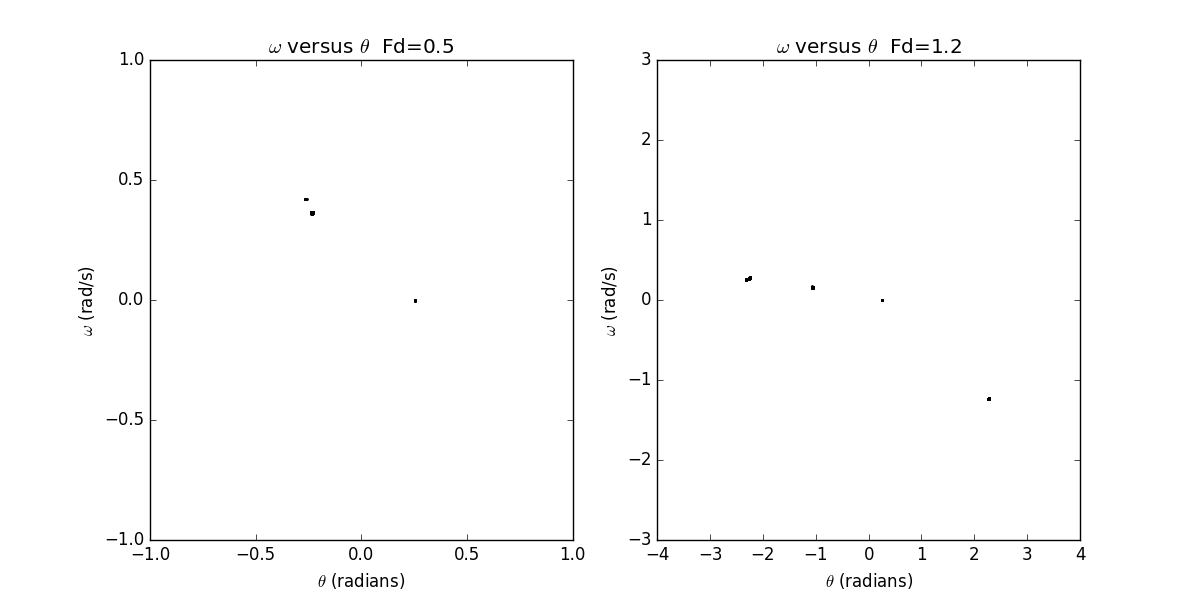 ω versus θ  Fd=0.5
1.0
0.5
0.0
−0.5
−1.0
ω (rad/s)
−1.0 −0.5 0.0 0.5 1.0
θ (radians)
ω versus θ  Fd=1.2
3
2
1
0
−1
−2
−3
ω (rad/s)
−4 −3 −2 −1 0 1 2 3 4
θ (radians)